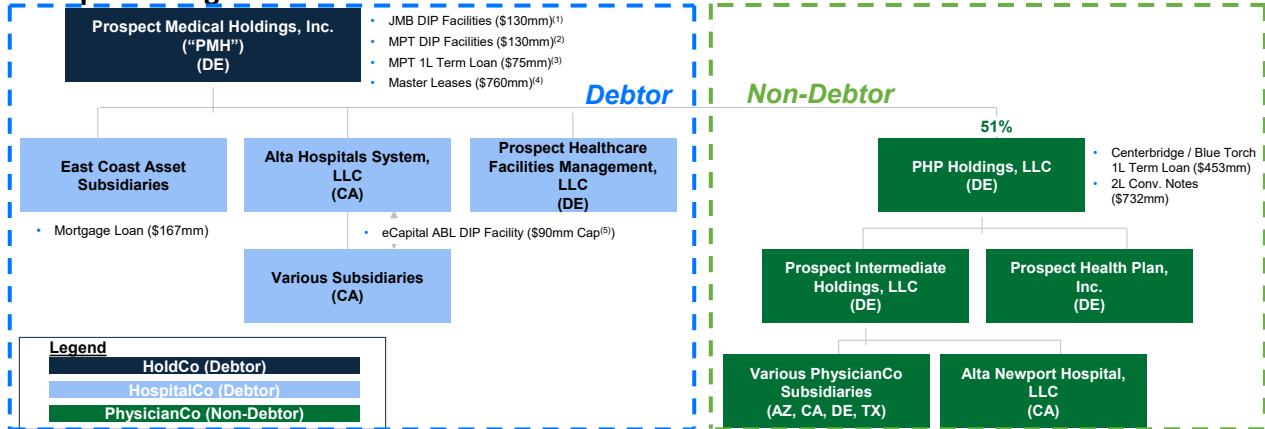 Prospect Medical Holdings, Inc.
("PMH")
(DE)
• JMB DIP Facilities ($130mm)(1)
• MPT DIP Facilities ($130mm)(2)
• MPT 1L Term Loan ($75mm)(3)
• Master Leases ($760mm)(4)
Debtor
Non-Debtor
East Coast Asset
Subsidiaries
• Mortgage Loan ($167mm)
Alta Hospitals System,
LLC
(CA)
Prospect Healthcare
Facilities Management,
LLC
(DE)
• eCapital ABL DIP Facility ($90mm Cap(5))
Various Subsidiaries
(CA)
51%
PHP Holdings, LLC
(DE)
• Centerbridge / Blue Torch
1L Term Loan ($453mm)
• 2L Conv. Notes
($732mm)
Prospect Intermediate
Holdings, LLC
(DE)
Prospect Health Plan,
Inc.
(DE)
Various PhysicianCo
Subsidiaries
(AZ, CA, DE, TX)
Alta Newport Hospital,
LLC
(CA)
Legend
HoldCo (Debtor)
HospitalCo (Debtor)
PhysicianCo (Non-Debtor)